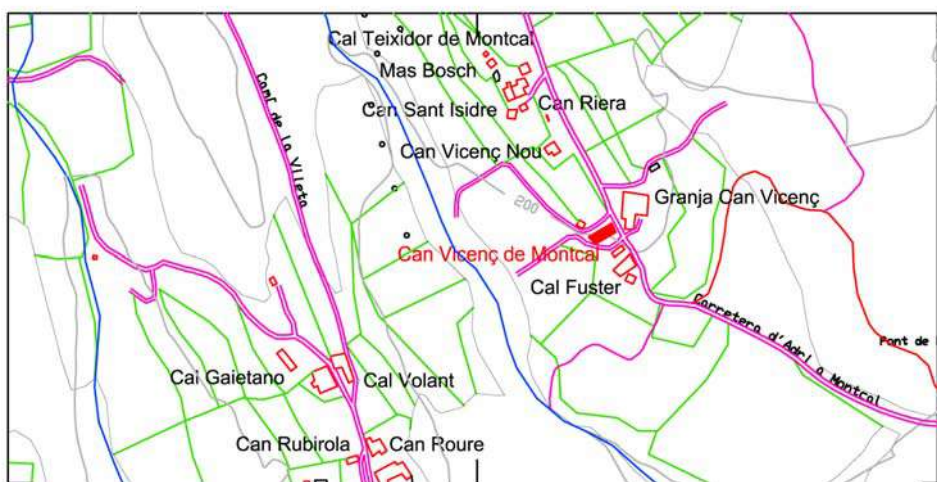 Cal Teixidor de Montcal
Mas Bosch
Can Sant Isidre
Can Riera
Camí de la Vileta
Can Vicenç Nou
200
Granja Can Vicenç
Can Vicenç de Montcal
Cal Fuster
Carretera d'Adri a Montcal
Font de
Cai Gaietano
Cal Volant
Can Rubirola
Can Roure